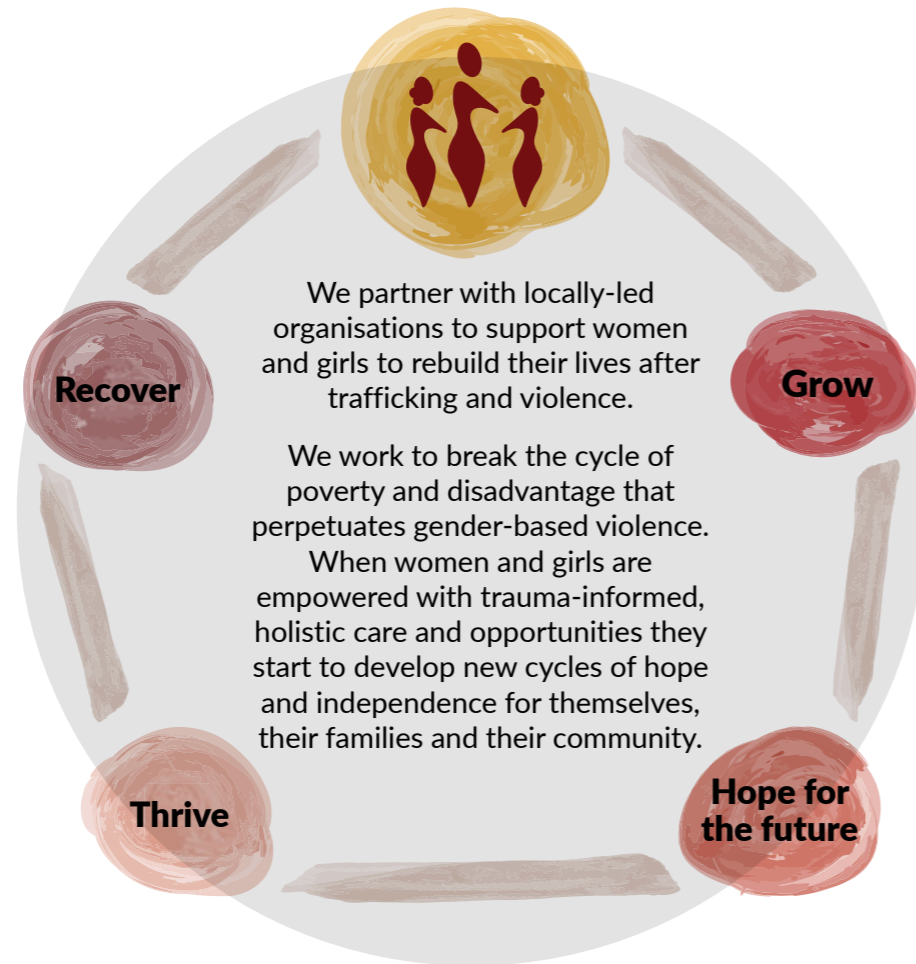 We partner with locally-led
organisations to support women
and girls to rebuild their lives after
trafficking and violence.
Recover
Grow
We work to break the cycle of
poverty and disadvantage that
perpetuates gender-based violence.
When women and girls are
empowered with trauma-informed,
holistic care and opportunities they
start to develop new cycles of hope
and independence for themselves,
their families and their community.
Thrive
Hope for
the future